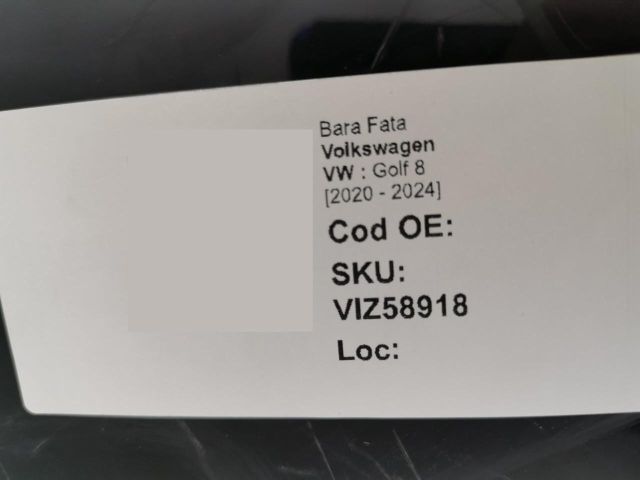 Bara Fata
Volkswagen
VW : Golf 8
[2020 - 2024]
Cod OE:
SKU:
VIZ58918
Loc: